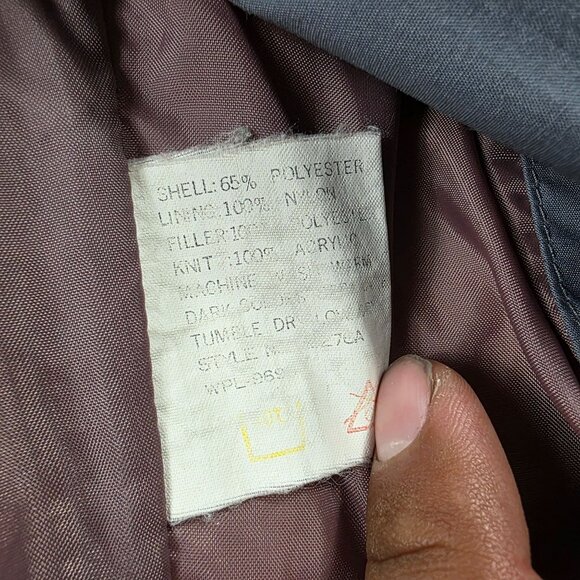 SHELL:65% POLYESTER
LINING:100% NYLON
FILLER:100% POLYESTER
KNIT :100% ACRYLIC
MACHINE WASH WARM
DARK COLORS
TUMBLE DRY LOW
STYLE
WPL-969